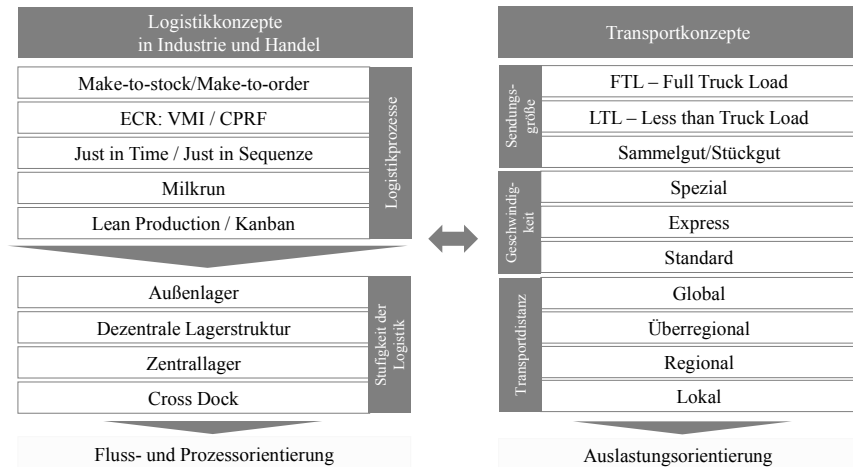 Logistikkonzepte
in Industrie und Handel
Make-to-stock/Make-to-order
ECR: VMI / CPRF
Just in Time / Just in Sequenze
Milkrun
Lean Production / Kanban
Logistikprozesse
Außenlager
Dezentrale Lagerstruktur
Zentrallager
Cross Dock
Stufigkeit der
Logistik
Fluss- und Prozessorientierung
Transportkonzepte
Sendungs-
größe
FTL – Full Truck Load
LTL – Less than Truck Load
Sammelgut/Stückgut
Geschwindig-
keit
Spezial
Express
Standard
Transportdistanz
Global
Überregional
Regional
Lokal
Auslastungsorientierung